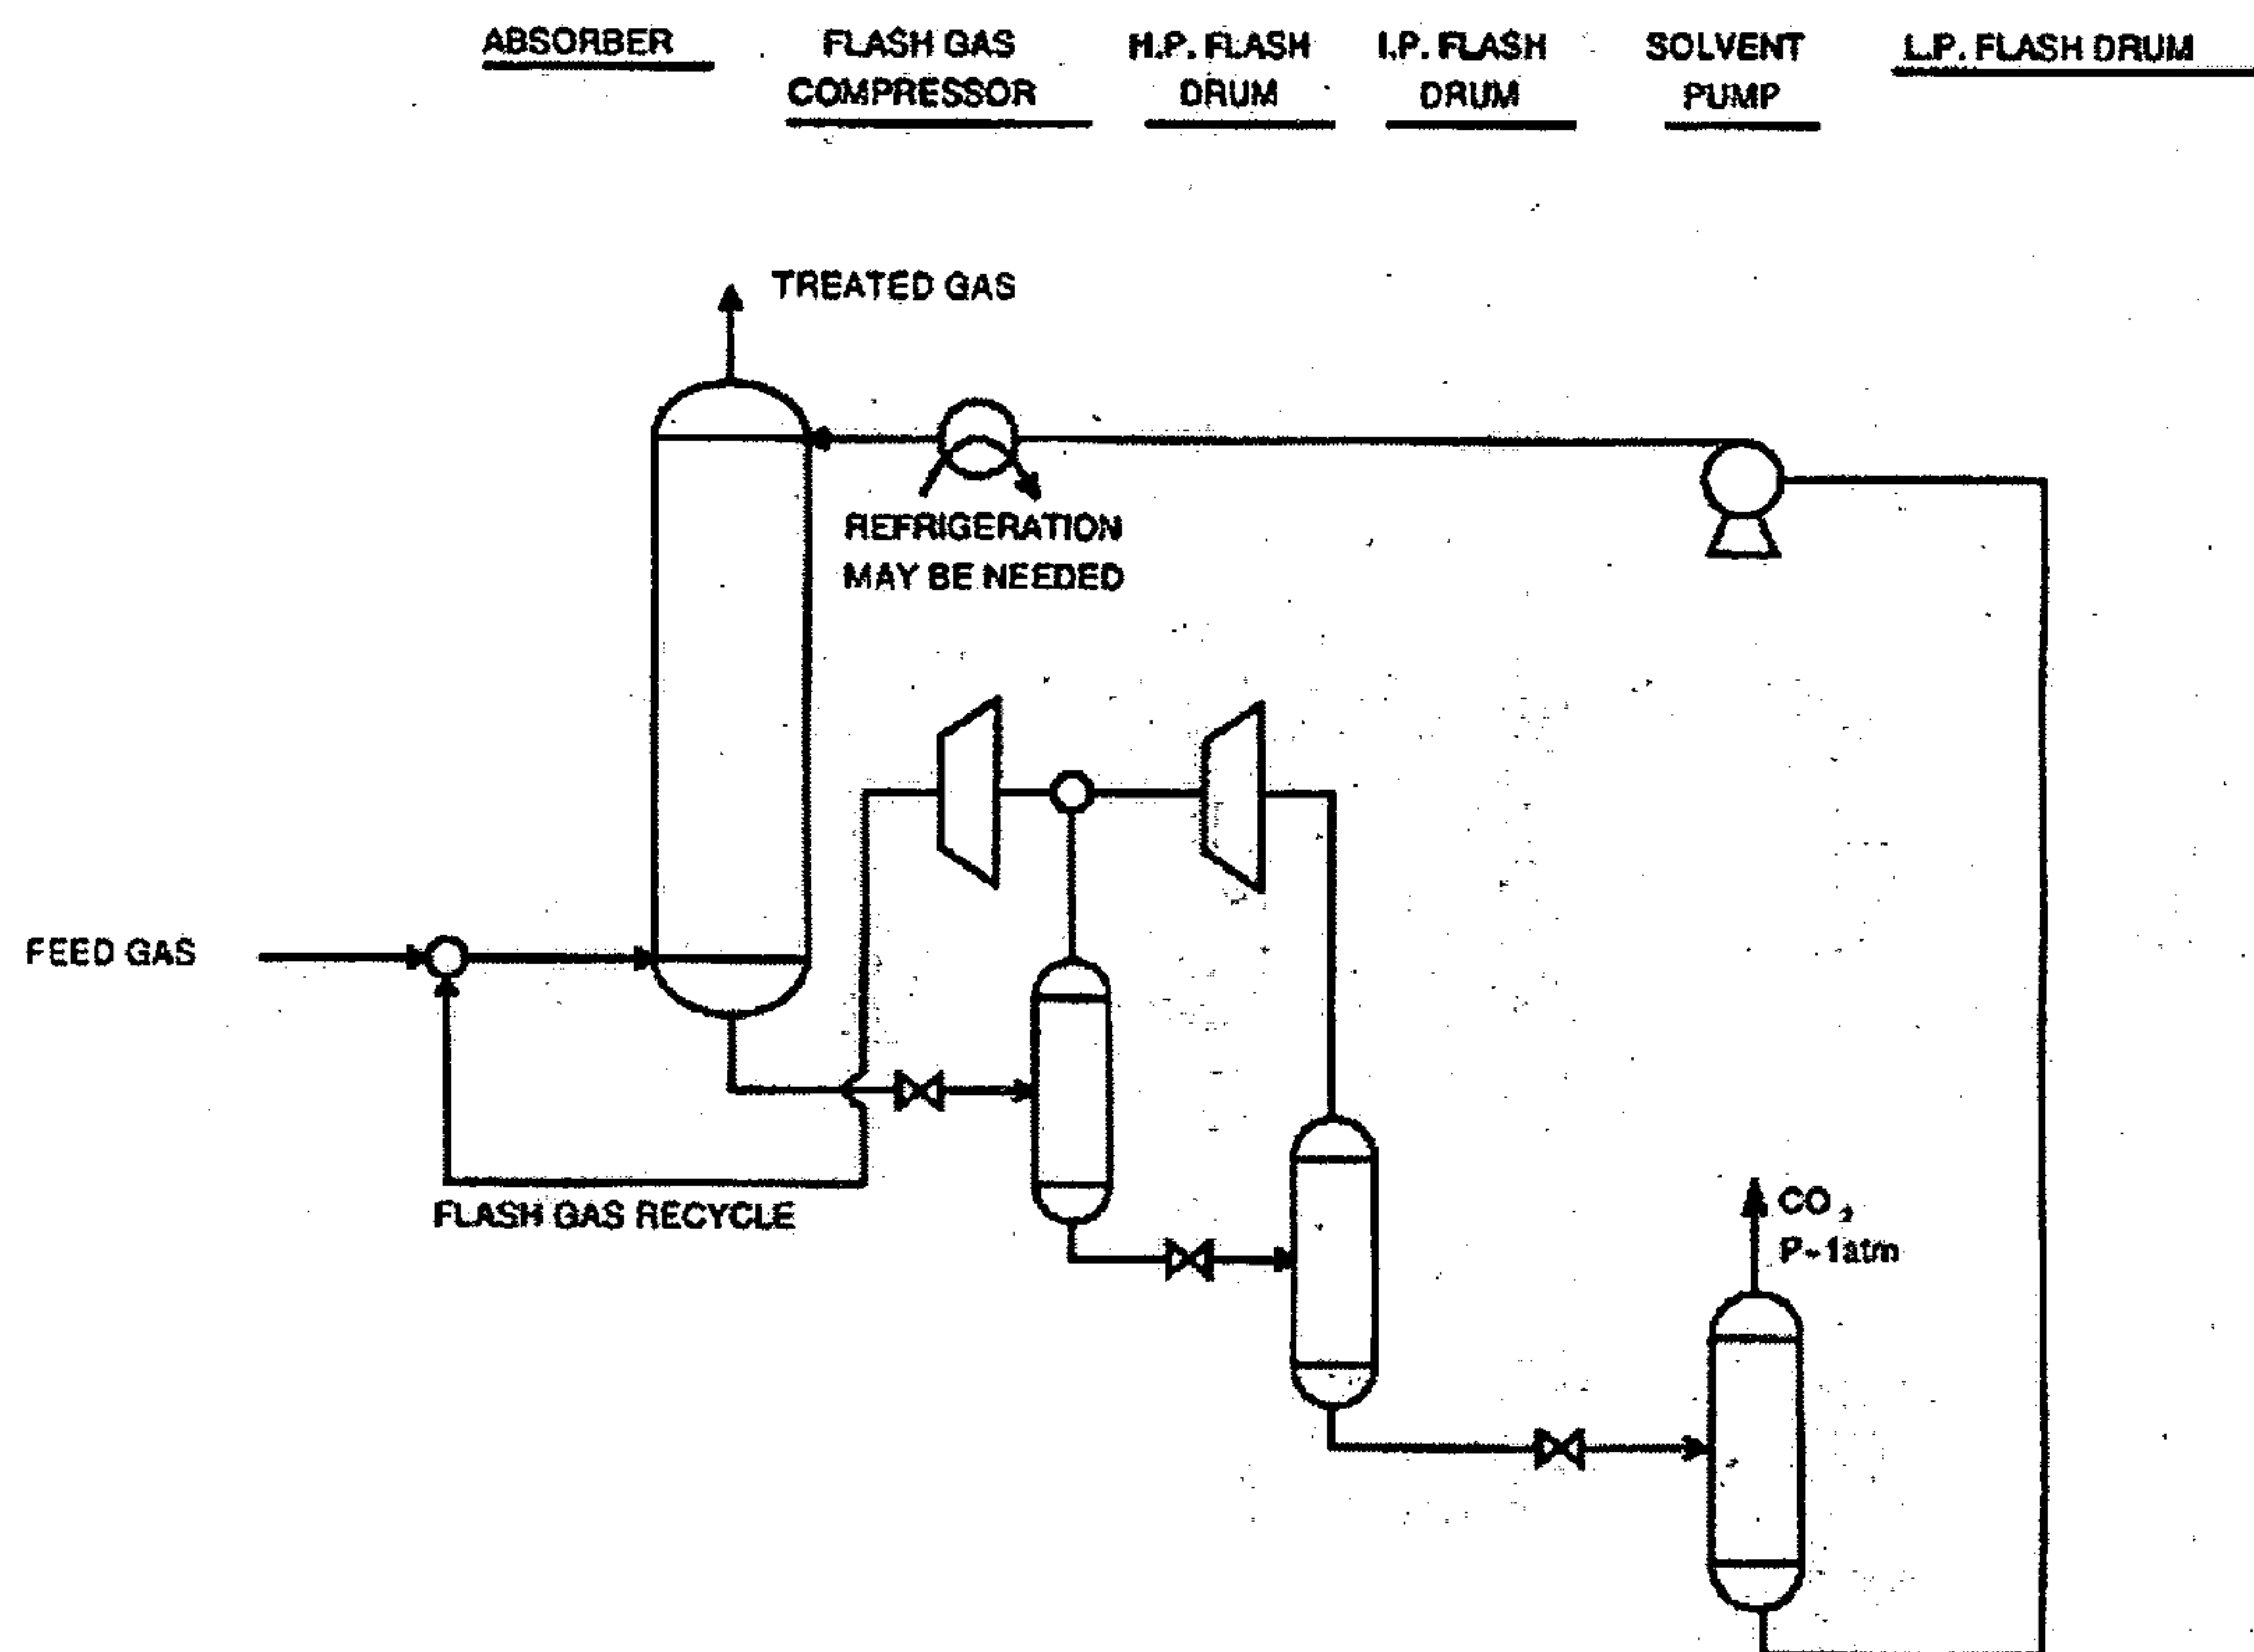 ABSORBER
FLASH GAS
COMPRESSOR
H.P. FLASH
DRUM
I.P. FLASH
DRUM
SOLVENT
PUMP
L.P. FLASH DRUM
TREATED GAS
REFRIGERATION
MAY BE NEEDED
FEED GAS
FLASH GAS RECYCLE
CO₂
P~1atm